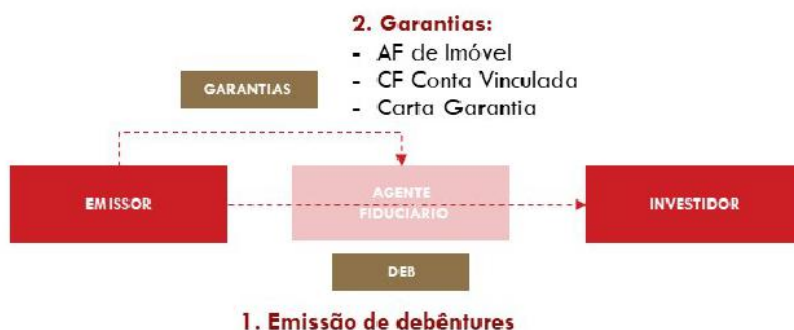 2. Garantias:
- AF de Imóvel
- CF Conta Vinculada
- Carta Garantia
GARANTIAS
EMISSOR
AGENTE
FIDUCIÁRIO
INVESTIDOR
DEB
1. Emissão de debêntures